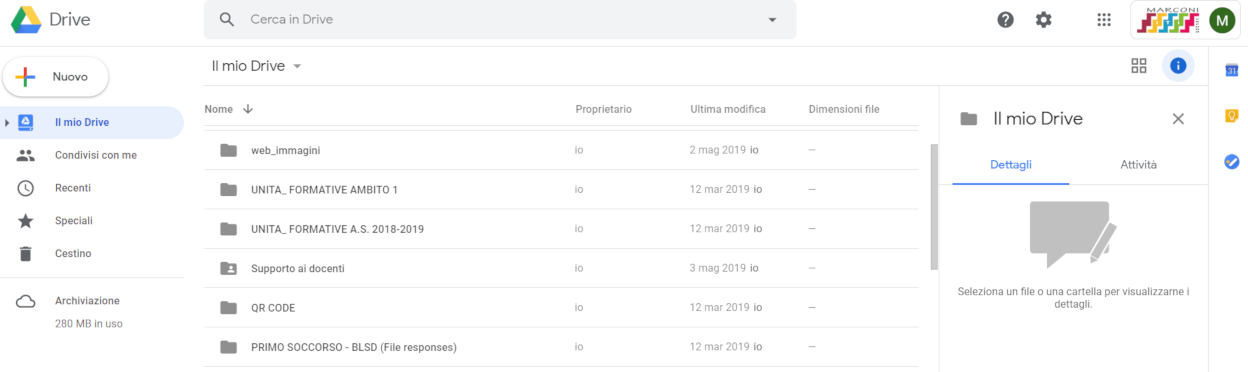 Drive
Cerca in Drive
MARCONI
M
Nuovo
Il mio Drive
Condivisi con me
Recenti
Speciali
Cestino
Archiviazione
280 MB in uso
Il mio Drive
Nome Proprietario Ultima modifica Dimensioni file
web_immagini io 2 mag 2019 io —
UNITA_ FORMATIVE AMBITO 1 io 12 mar 2019 io —
UNITA_ FORMATIVE A.S. 2018-2019 io 12 mar 2019 io —
Supporto ai docenti io 3 mag 2019 io —
QR CODE io 12 mar 2019 io —
PRIMO SOCCORSO - BLSD (File responses) io 12 mar 2019 io —
Il mio Drive
Dettagli Attività
Seleziona un file o una cartella per visualizzarne i
dettagli.
31